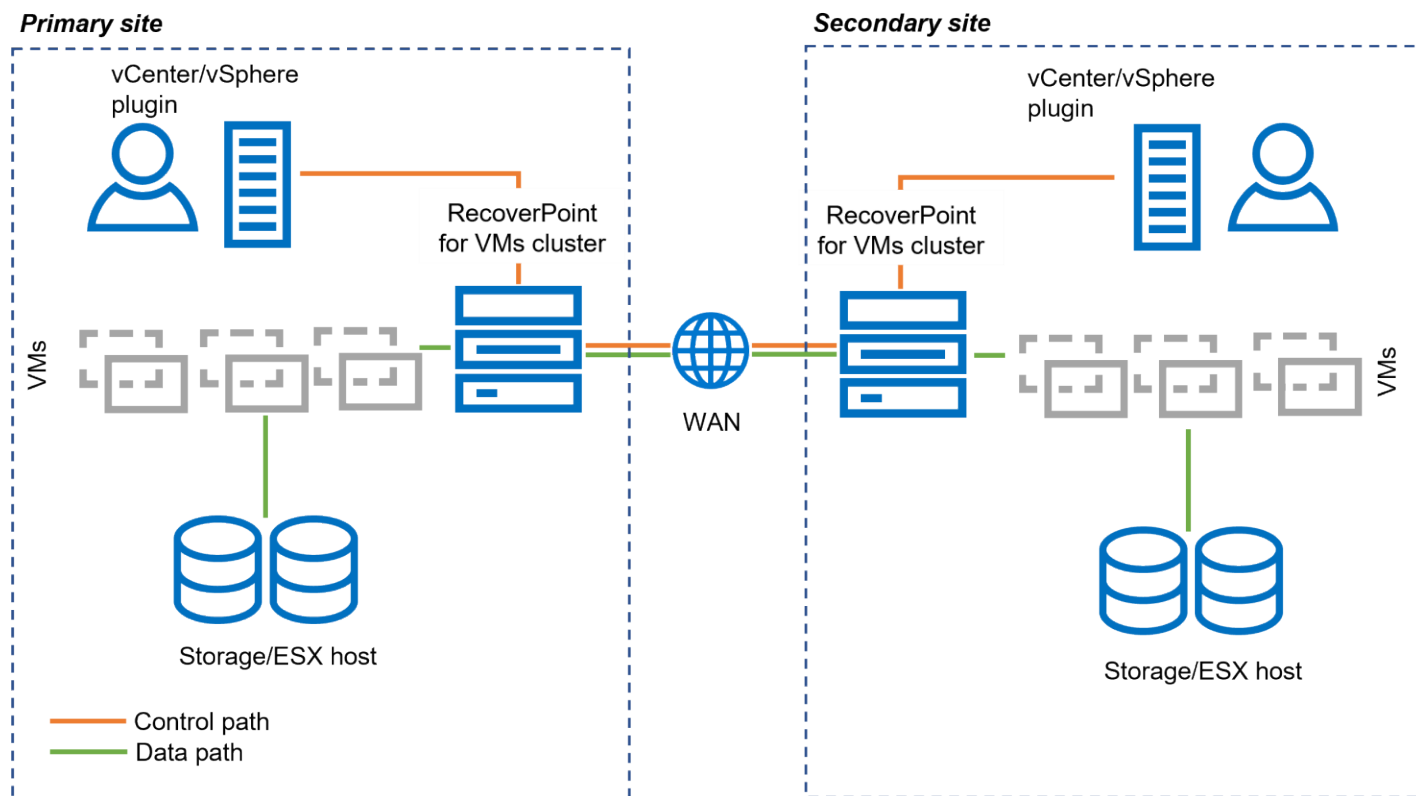 Primary site
vCenter/vSphere
plugin
RecoverPoint
for VMs cluster
VMs
Storage/ESX host
Control path
Data path
WAN
Secondary site
vCenter/vSphere
plugin
RecoverPoint
for VMs cluster
VMs
Storage/ESX host